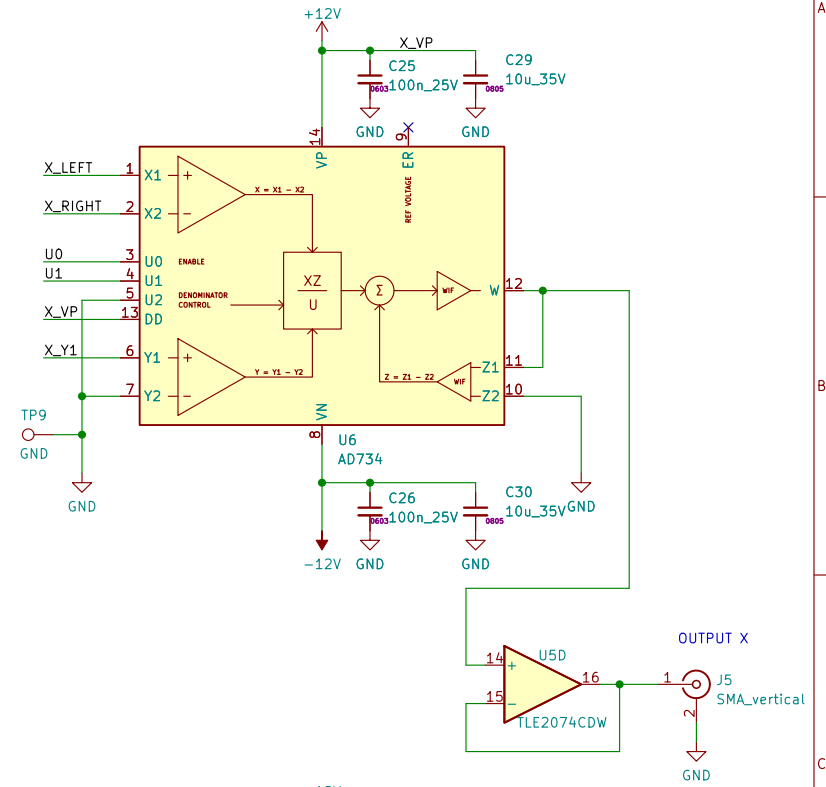 +12V
A
X_VP
C25
100n_25V
0603
C29
10u_35V
0805
GND
GND
14
VP
9
ER
REF VOLTAGE
X_LEFT
1
X1
+
X = X1 - X2
X_RIGHT
2
X2
-
U0
3
U0
ENABLE
U1
4
U1
5
U2
DENOMINATOR
CONTROL
X_VP
13
DD
XZ
U
Σ
WIF
W
12
X_Y1
6
Y1
+
Y = Y1 - Y2
Z = Z1 - Z2
WIF
Z1
11
7
Y2
-
Z2
10
B
TP9
GND
GND
VN
8
U6
AD734
C26
100n_25V
0603
C30
10u_35V
0805
GND
-12V
GND
GND
OUTPUT X
14
+
U5D
16
15
-
TLE2074CDW
1
J5
SMA_vertical
2
GND
C